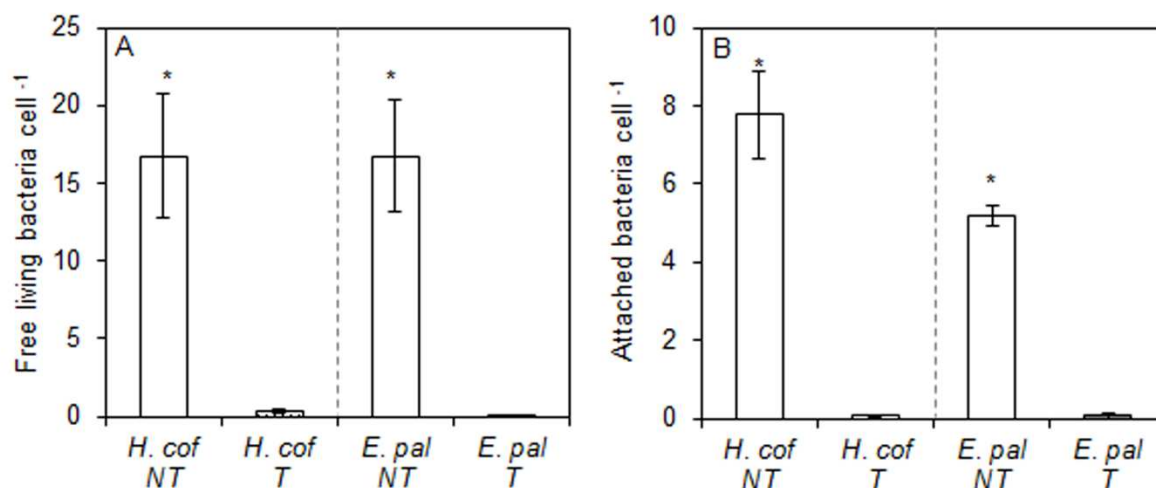 A
Free living bacteria cell -1
25
20
15
10
5
0
*
*
H. cof NT
H. cof T
E. pal NT
E. pal T
B
Attached bacteria cell -1
10
8
6
4
2
0
*
*
H. cof NT
H. cof T
E. pal NT
E. pal T